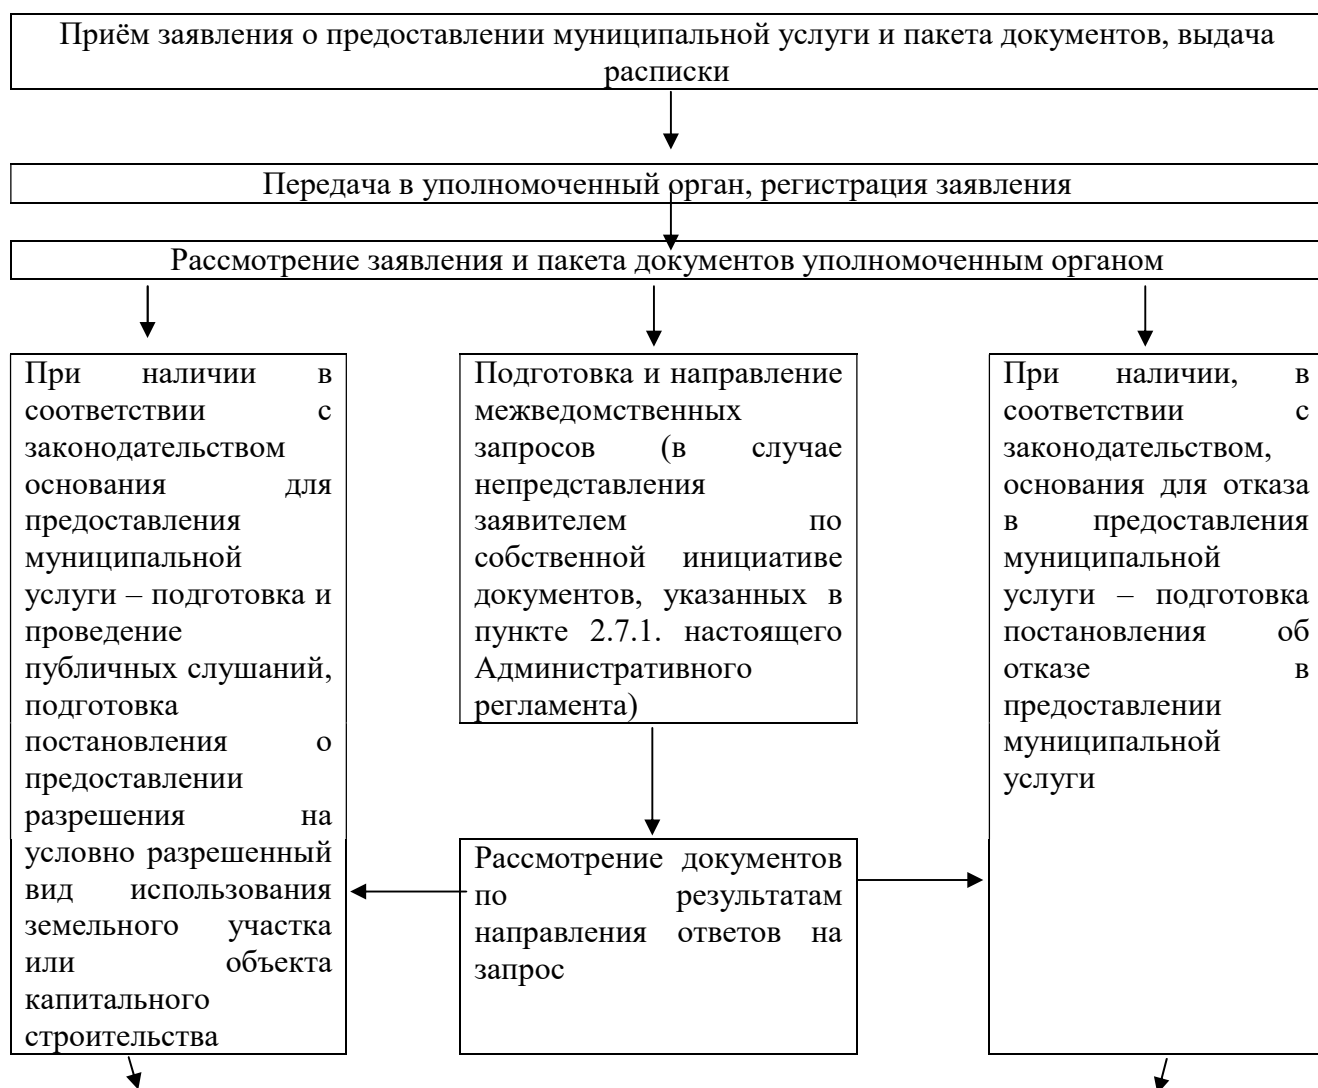 Приём заявления о предоставлении муниципальной услуги и пакета документов, выдача
расписки
Передача в уполномоченный орган, регистрация заявления
Рассмотрение заявления и пакета документов уполномоченным органом
При наличии в
соответствии с
законодательством
основания для
предоставления
муниципальной
услуги – подготовка и
проведение
публичных слушаний,
подготовка
постановления о
предоставлении
разрешения на
условно разрешенный
вид использования
земельного участка
или объекта
капитального
строительства
Подготовка и направление
межведомственных
запросов (в случае
непредставления
заявителем по
собственной инициативе
документов, указанных в
пункте 2.7.1. настоящего
Административного
регламента)
Рассмотрение документов
по результатам
направления ответов на
запрос
При наличии, в
соответствии с
законодательством,
основания для отказа
в предоставления
муниципальной
услуги – подготовка
постановления об
отказе в
предоставлении
муниципальной
услуги